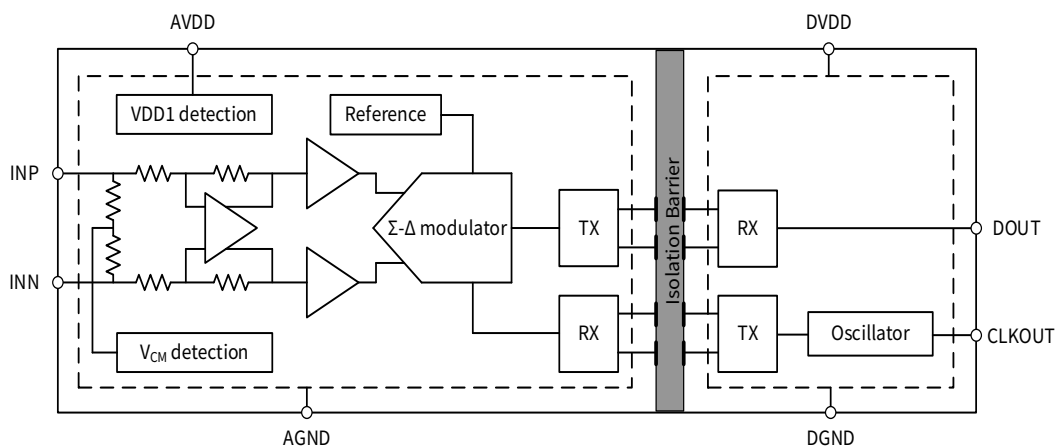 AVDD
DVDD
VDD1 detection
Reference
INP
Isolation Barrier
Σ-Δ modulator
TX
RX
DOUT
INN
RX
TX
Oscillator
CLKOUT
VCM detection
AGND
DGND